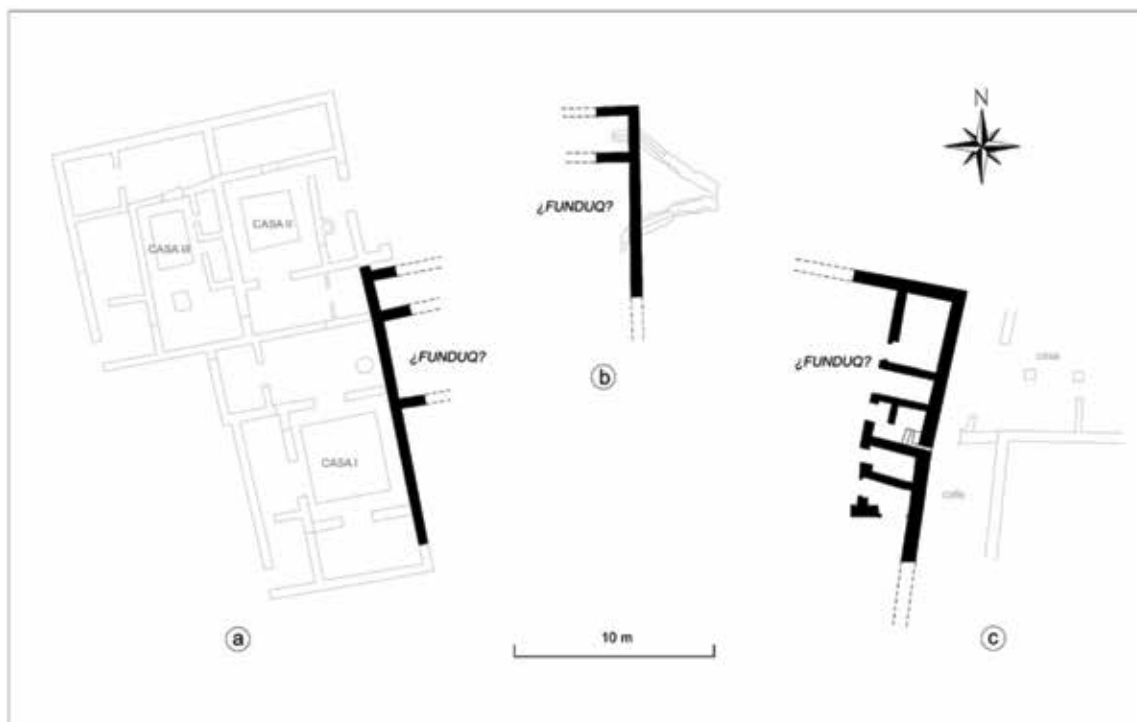 N
CASA II
CASA III
¿FUNDUQ?
CASA I
¿FUNDUQ?
b
¿FUNDUQ?
casa
calle
a
10 m
c